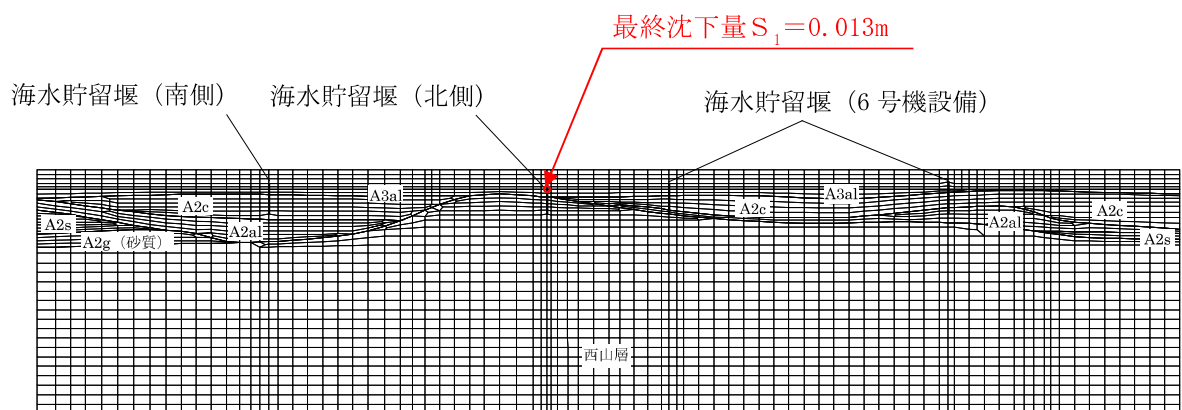 最終沈下量Ｓ₁＝0.013m
海水貯留堰（南側）
海水貯留堰（北側）
海水貯留堰（6 号機設備）
A3al
A3al
A2c
A2c
A2c
A2s
A2al
A2al
A2g（砂質）
A2s
西山層